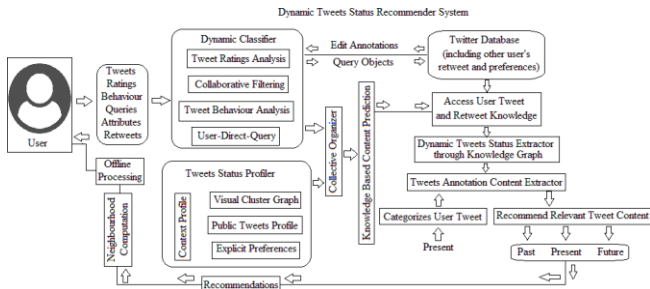 Dynamic Tweets Status Recommender System
User
Tweets
Ratings
Behaviour
Queries
Attributes
Retweets
Dynamic Classifier
Tweet Ratings Analysis
Collaborative Filtering
Tweet Behaviour Analysis
User-Direct-Query
Edit Annotations
Query Objects
Twitter Database
(including other user's
retweet and preferences)
Access User Tweet
and Retweet Knowledge
Dynamic Tweets Status Extractor
through Knowledge Graph
Tweets Annotation Content Extractor
Categorizes User Tweet
Present
Recommend Relevant Tweet Content
Past Present Future
Knowledge Based Content Prediction
Collective Organizer
Tweets Status Profiler
Context Profile
Visual Cluster Graph
Public Tweets Profile
Explicit Preferences
Offline
Processing
Neighbourhood
Computation
Recommendations